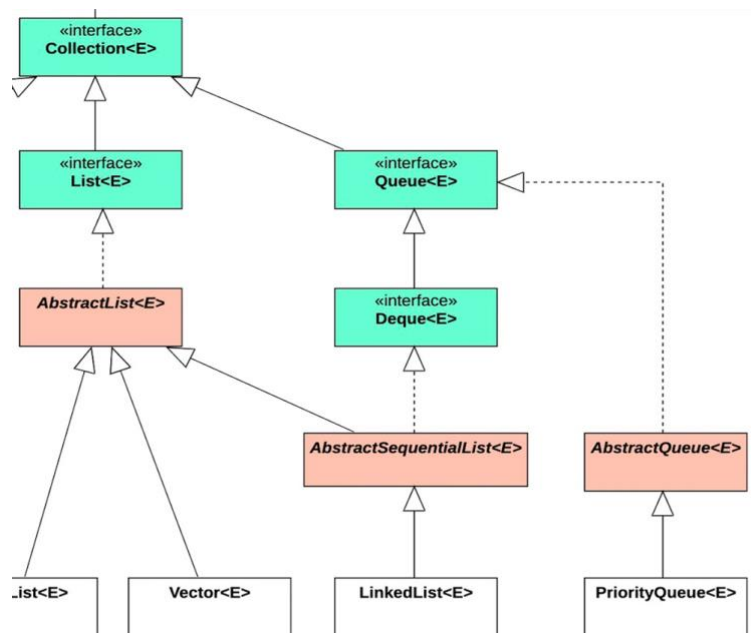 «interface»
Collection<E>
«interface»
List<E>
«interface»
Queue<E>
AbstractList<E>
«interface»
Deque<E>
AbstractSequentialList<E>
AbstractQueue<E>
List<E>
Vector<E>
LinkedList<E>
PriorityQueue<E>